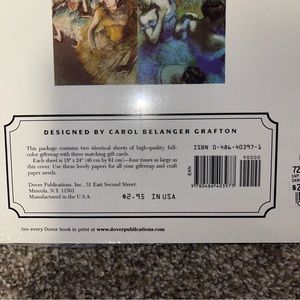 DESIGNED BY CAROL BELANGER GRAFTON
This package contains two identical sheets of high-quality, full-
color giftwrap with three matching gift cards.
Each sheet is 18" x 24" (46 cm by 61 cm)—four times as large as
this cover. Use these lovely papers for all your giftwrap and craft
paper needs.
Dover Publications, Inc., 31 East Second Street,
Mineola, N.Y. 11501
Manufactured in the U.S.A.
$2.95 IN USA
ISBN 0-486-40397-1
90000
EAN
9780486403977
See every Dover book in print at www.doverpublications.com